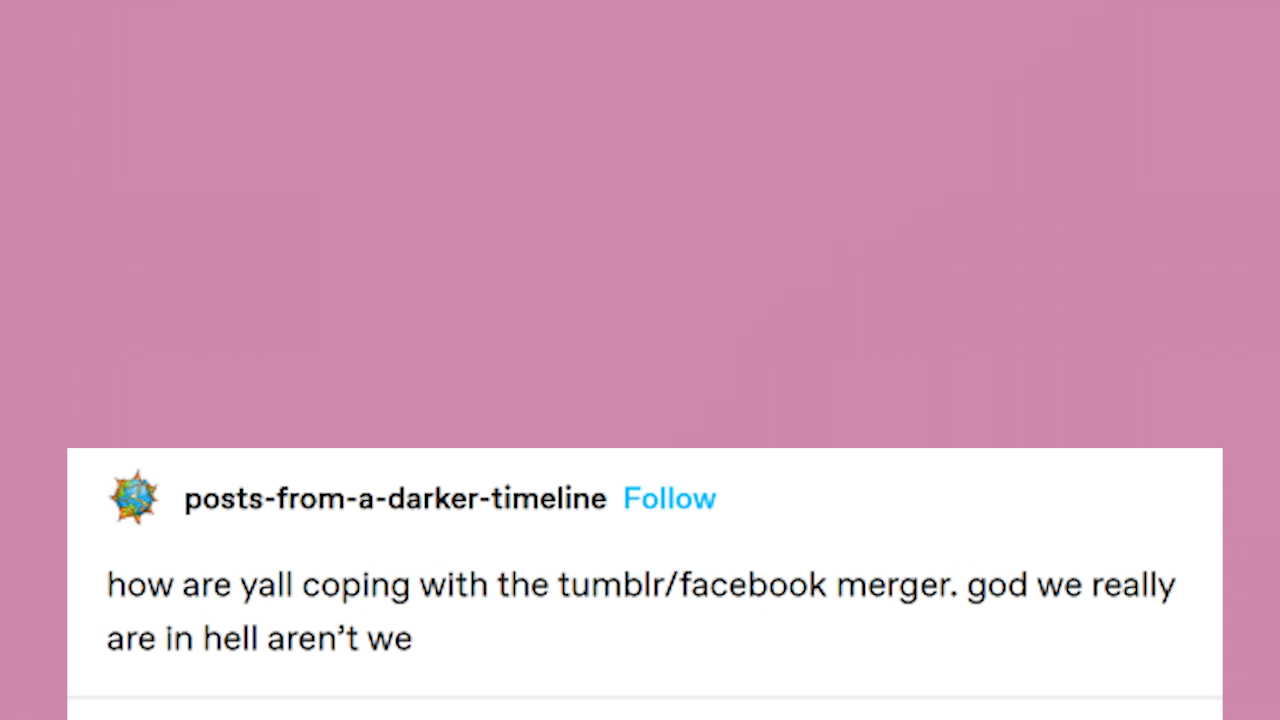 posts-from-a-darker-timeline Follow
how are yall coping with the tumblr/facebook merger. god we really
are in hell aren’t we